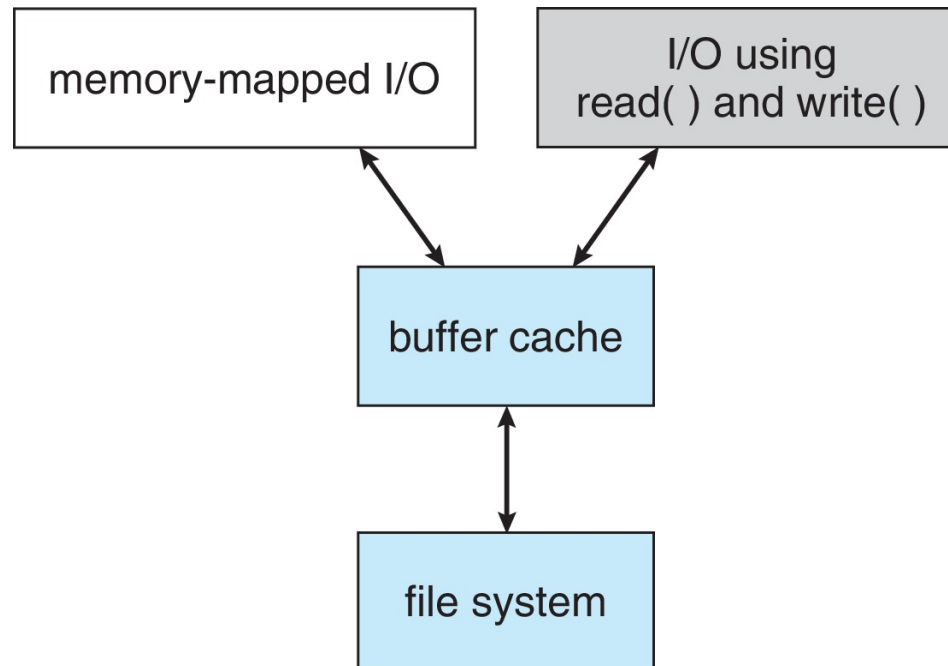 memory-mapped I/O
I/O using
read( ) and write( )
buffer cache
file system